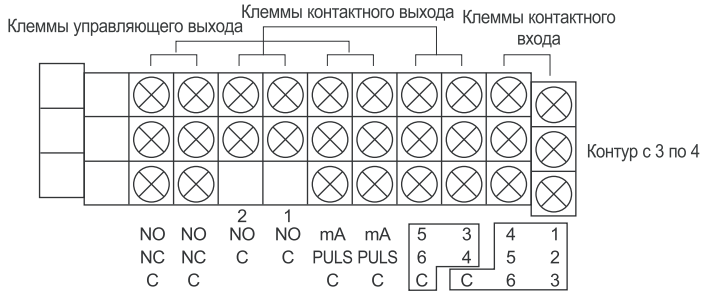 Клеммы управляющего выхода
Клеммы контактного выхода
Клеммы контактного
входа
Контур с 3 по 4
2 1
NO NO NO NO mA mA 5 3 4 1
NC NC C C PULS PULS 6 4 5 2
C C C C C C 6 3